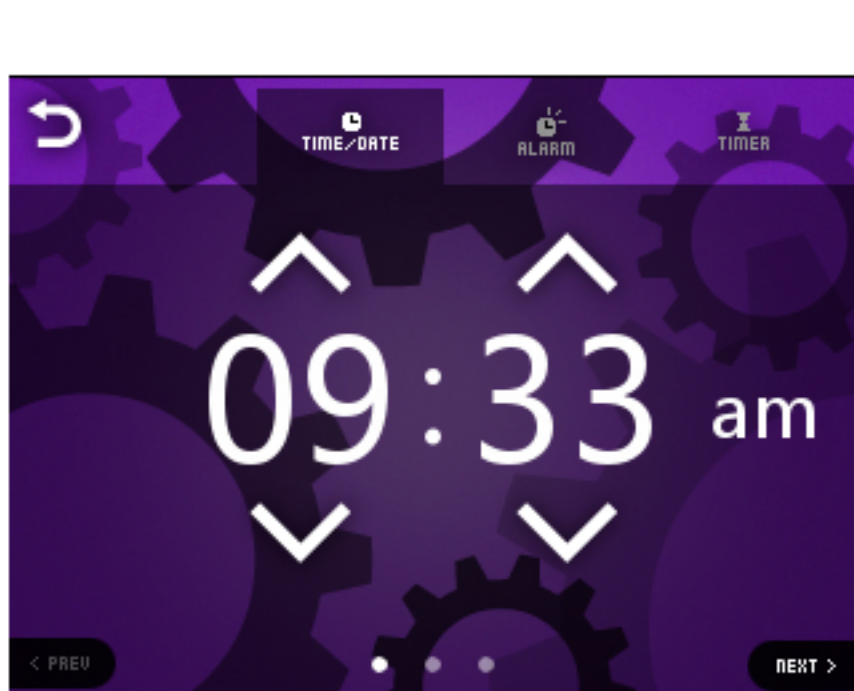 TIME/DATE
ALARM
TIMER
09:33 am
< PREV
NEXT >